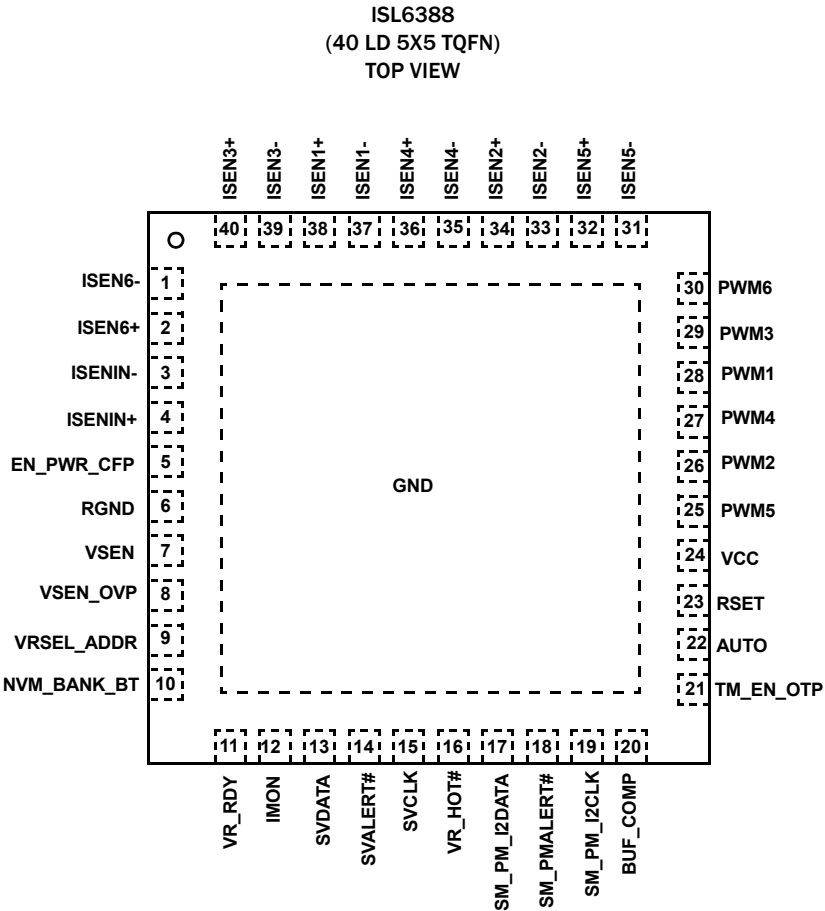 ISL6388
(40 LD 5X5 TQFN)
TOP VIEW
ISEN3+
ISEN3-
ISEN1+
ISEN1-
ISEN4+
ISEN4-
ISEN2+
ISEN2-
ISEN5+
ISEN5-
40 39 38 37 36 35 34 33 32 31
ISEN6- 1
ISEN6+ 2
ISENIN- 3
ISENIN+ 4
EN_PWR_CFP 5
RGND 6
VSEN 7
VSEN_OVP 8
VRSEL_ADDR 9
NVM_BANK_BT 10
GND
30 PWM6
29 PWM3
28 PWM1
27 PWM4
26 PWM2
25 PWM5
24 VCC
23 RSET
22 AUTO
21 TM_EN_OTP
11 12 13 14 15 16 17 18 19 20
VR_RDY
IMON
SVDATA
SVALERT#
SVCLK
VR_HOT#
SM_PM_I2DATA
SM_PMALERT#
SM_PM_I2CLK
BUF_COMP